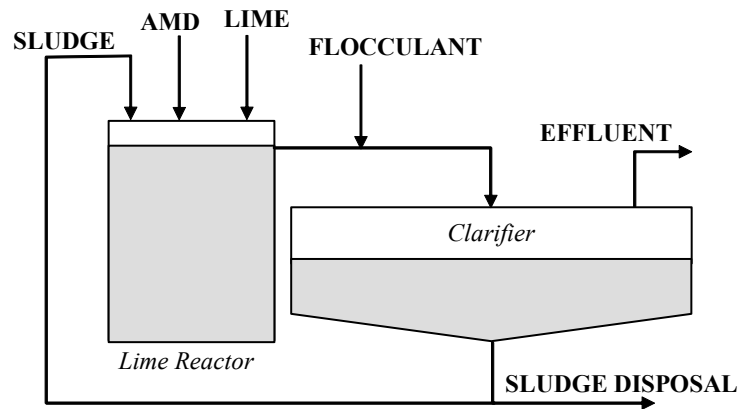 AMD
LIME
SLUDGE
FLOCCULANT
EFFLUENT
Clarifier
Lime Reactor
SLUDGE DISPOSAL